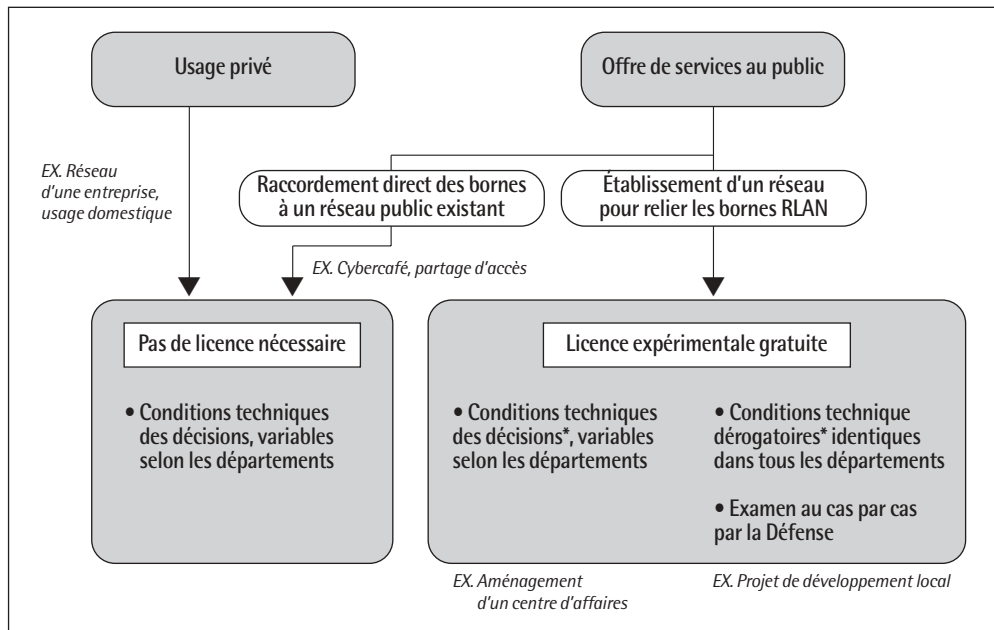 Usage privé
Offre de services au public
EX. Réseau
d'une entreprise,
usage domestique
Raccordement direct des bornes
à un réseau public existant
Établissement d'un réseau
pour relier les bornes RLAN
EX. Cybercafé, partage d'accès
Pas de licence nécessaire
• Conditions techniques
des décisions, variables
selon les départements
Licence expérimentale gratuite
• Conditions techniques
des décisions*, variables
selon les départements
• Conditions technique
dérogatoires* identiques
dans tous les départements
• Examen au cas par cas
par la Défense
EX. Aménagement
d'un centre d'affaires
EX. Projet de développement local